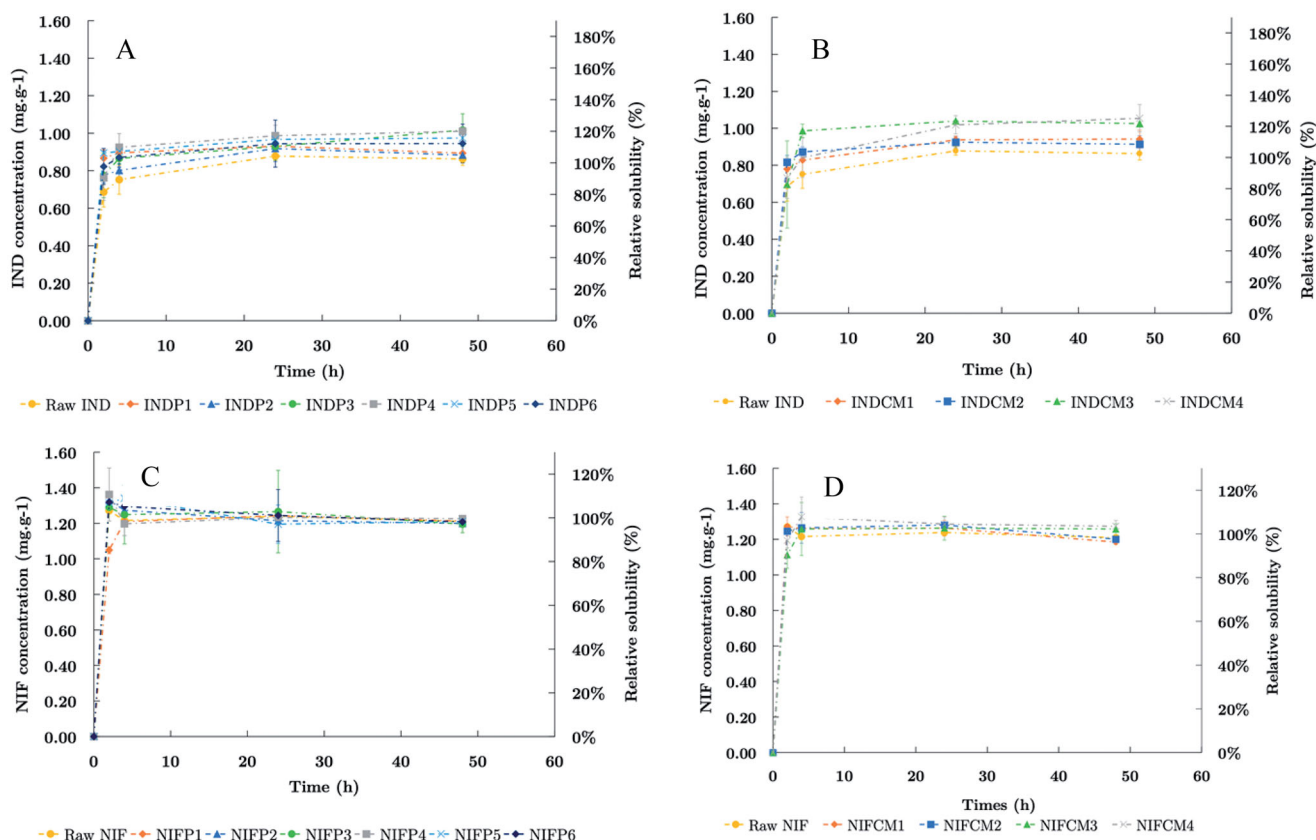 A
IND concentration (mg.g-1)
1.60
1.40
1.20
1.00
0.80
0.60
0.40
0.20
0.00
180%
160%
140%
120%
100%
80%
60%
40%
20%
0%
Relative solubility (%)
0 10 20 30 40 50 60
Time (h)
Raw IND INDP1 INDP2 INDP3 INDP4 INDP5 INDP6
B
IND concentration (mg.g-1)
1.60
1.40
1.20
1.00
0.80
0.60
0.40
0.20
0.00
180%
160%
140%
120%
100%
80%
60%
40%
20%
0%
Relative solubility (%)
0 10 20 30 40 50 60
Time (h)
Raw IND INDCM1 INDCM2 INDCM3 INDCM4
C
NIF concentration (mg.g-1)
1.60
1.40
1.20
1.00
0.80
0.60
0.40
0.20
0.00
120%
100%
80%
60%
40%
20%
0%
Relative solubility (%)
0 10 20 30 40 50 60
Time (h)
Raw NIF NIFP1 NIFP2 NIFP3 NIFP4 NIFP5 NIFP6
D
NIF concentration (mg.g-1)
1.60
1.40
1.20
1.00
0.80
0.60
0.40
0.20
0.00
110%
100%
80%
60%
40%
20%
0%
Relative solubility (%)
0 10 20 30 40 50 60
Times (h)
Raw NIF NIFCM1 NIFCM2 NIFCM3 NIFCM4